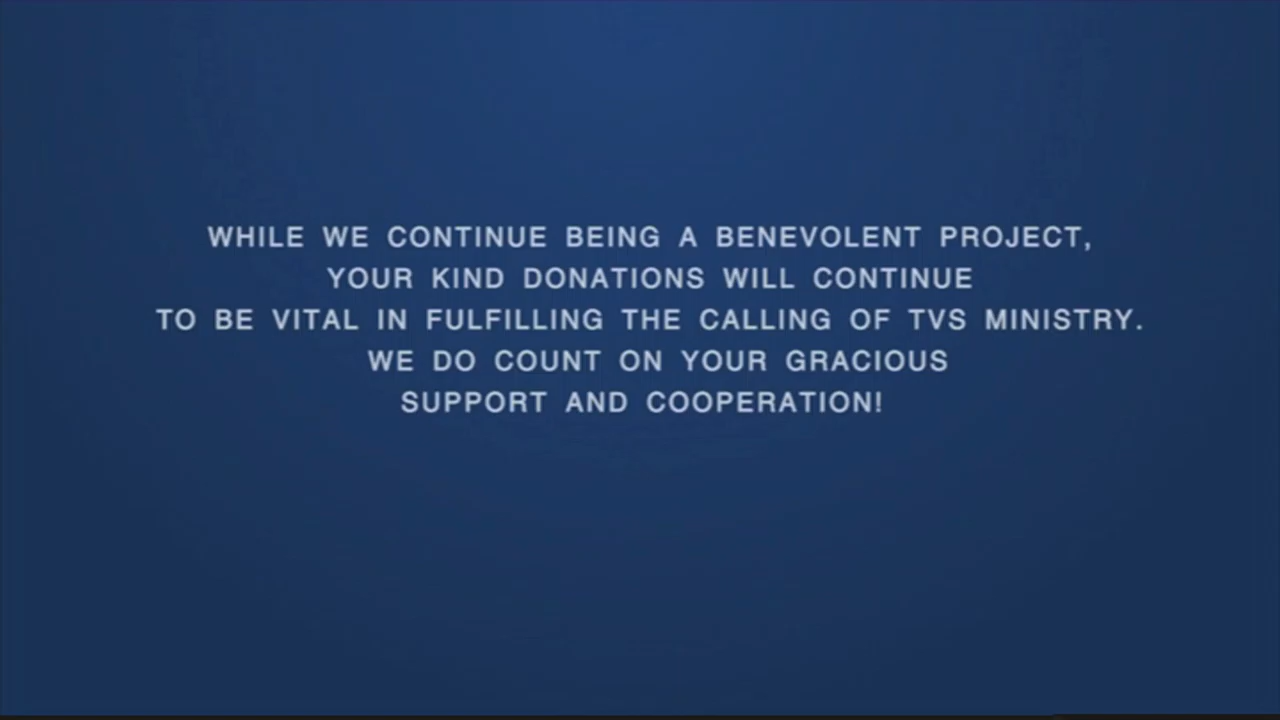 WHILE WE CONTINUE BEING A BENEVOLENT PROJECT,
YOUR KIND DONATIONS WILL CONTINUE
TO BE VITAL IN FULFILLING THE CALLING OF TVS MINISTRY.
WE DO COUNT ON YOUR GRACIOUS
SUPPORT AND COOPERATION!